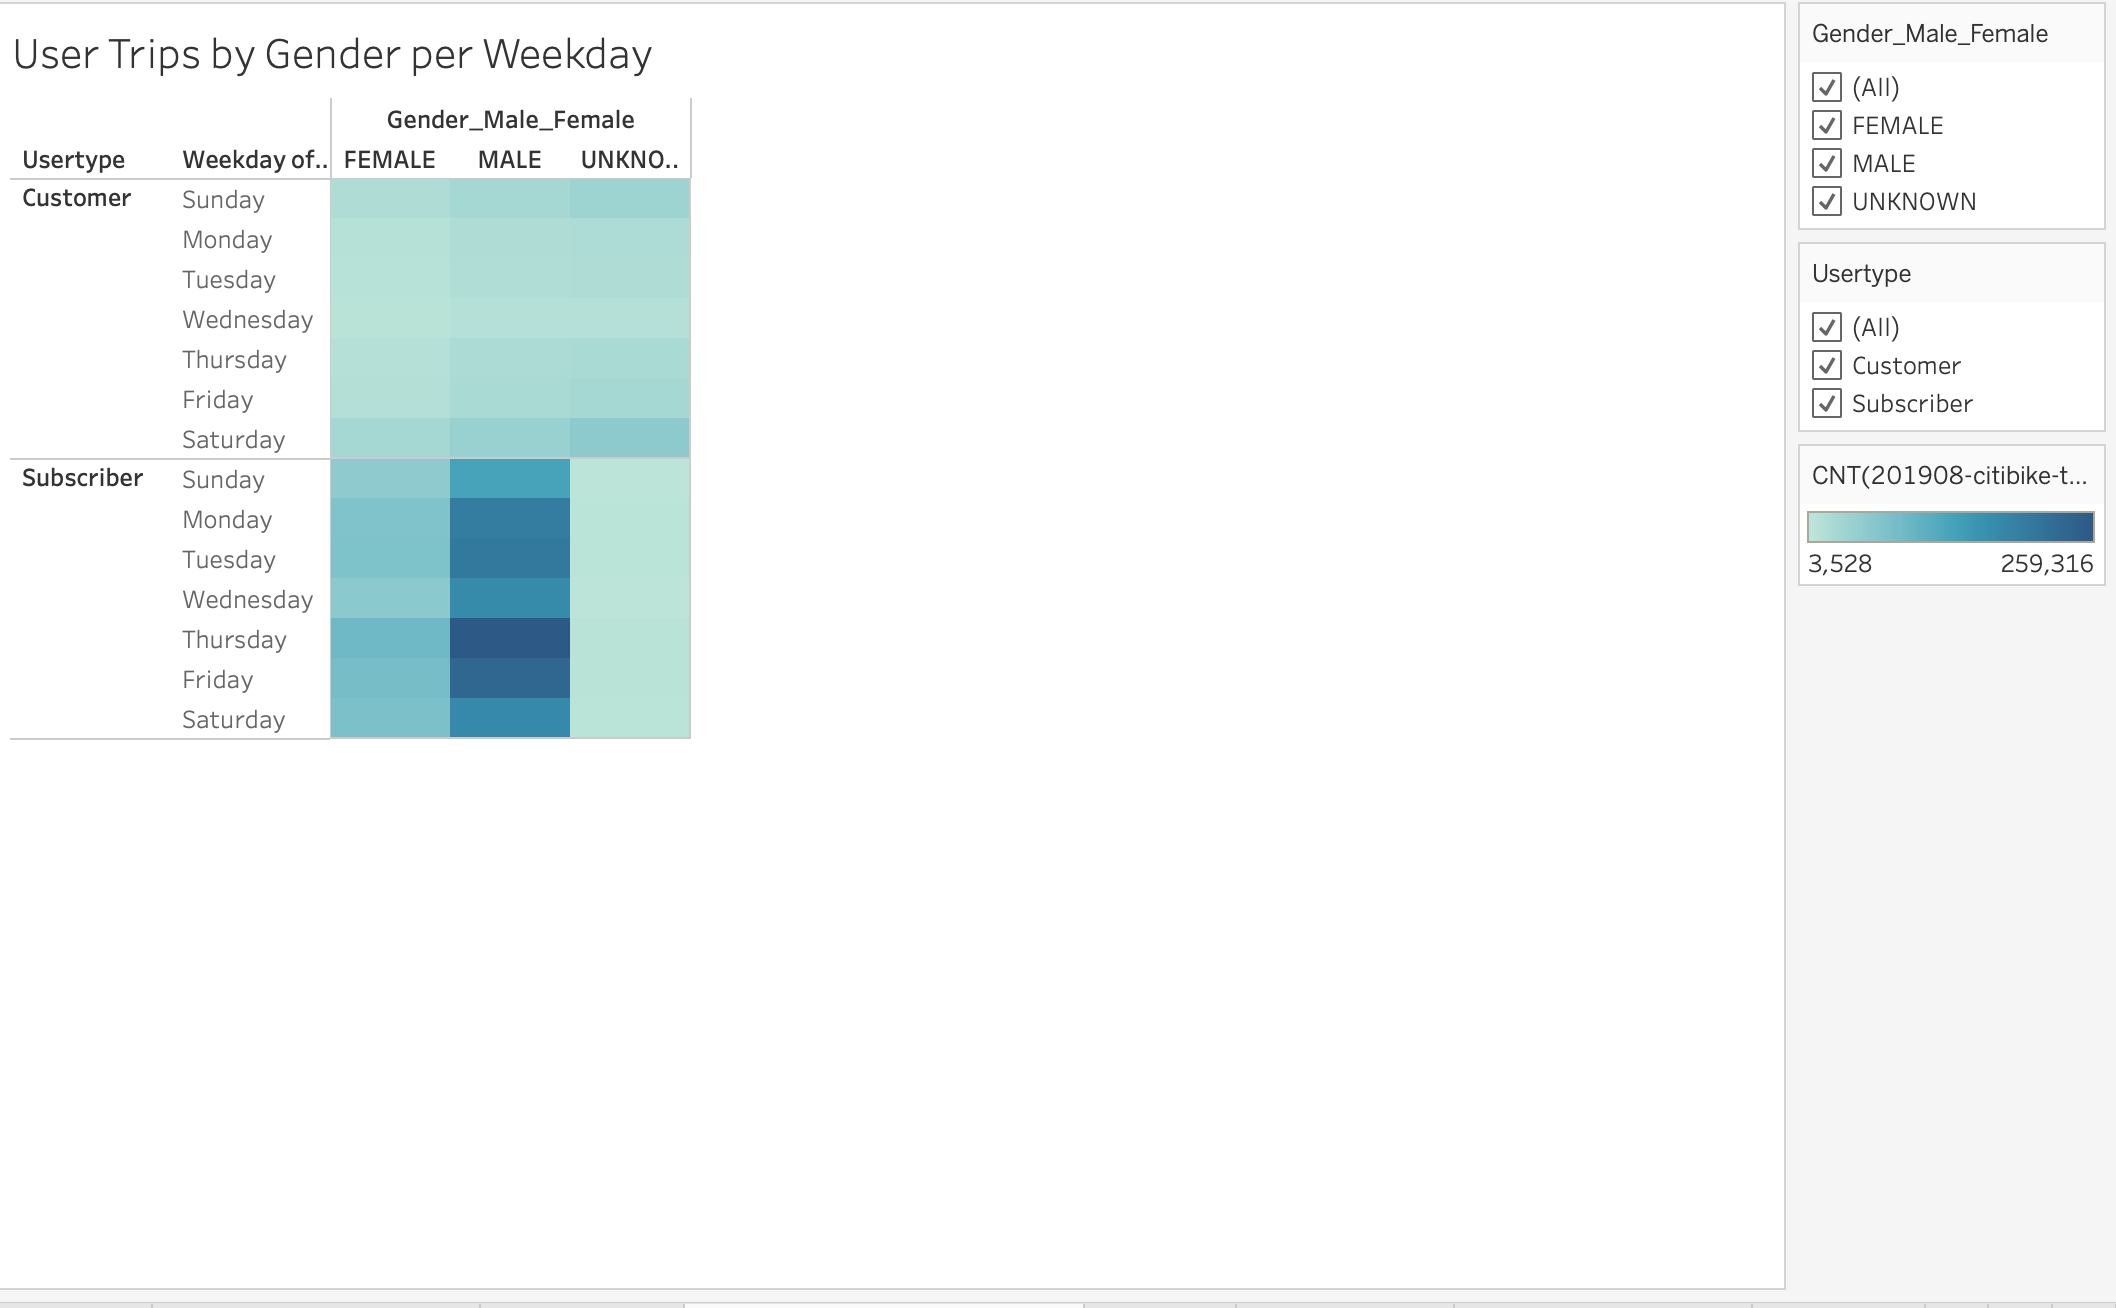 User Trips by Gender per Weekday
Gender_Male_Female
Usertype Weekday of.. FEMALE MALE UNKNO..
Customer Sunday
Monday
Tuesday
Wednesday
Thursday
Friday
Saturday
Subscriber Sunday
Monday
Tuesday
Wednesday
Thursday
Friday
Saturday
Gender_Male_Female
(All)
FEMALE
MALE
UNKNOWN
Usertype
(All)
Customer
Subscriber
CNT(201908-citibike-t...
3,528 259,316